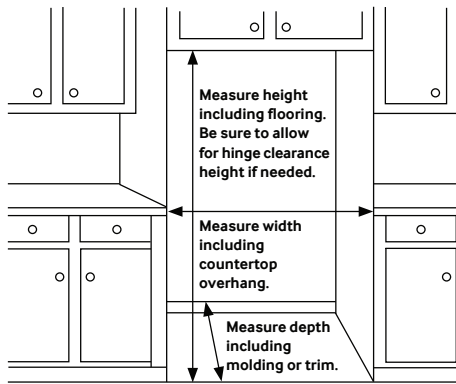 Measure height
including flooring.
Be sure to allow
for hinge clearance
height if needed.
Measure width
including
countertop
overhang.
Measure depth
including
molding or trim.